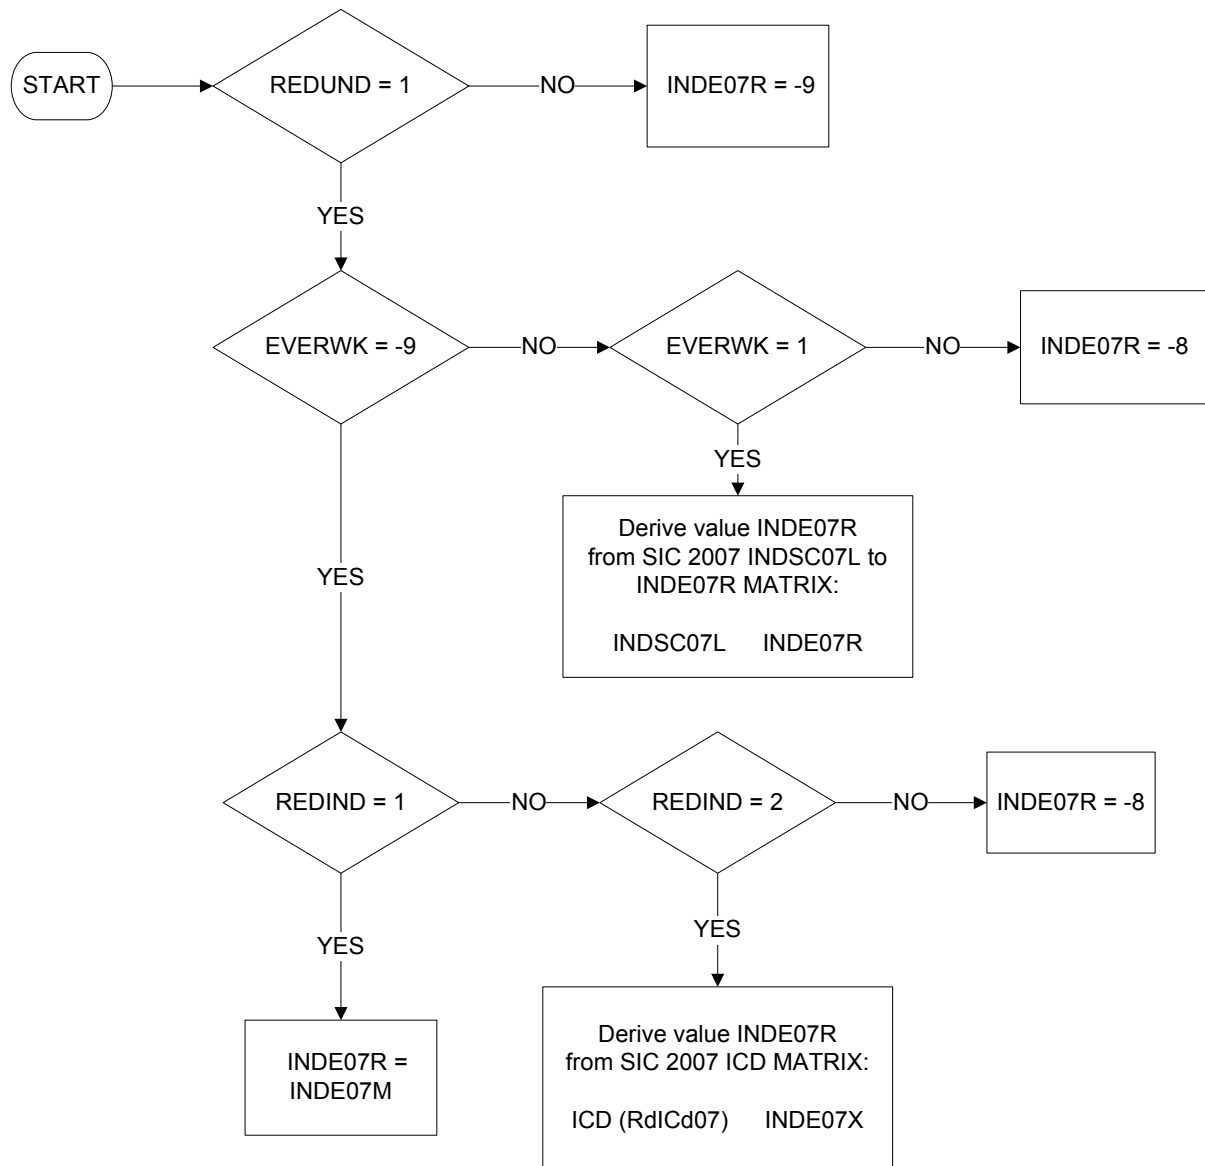 START
REDUND = 1
NO
INDE07R = -9
YES
EVERWK = -9
NO
EVERWK = 1
NO
INDE07R = -8
YES
Derive value INDE07R
from SIC 2007 INDSC07L to
INDE07R MATRIX:
INDSC07L INDE07R
YES
REDIND = 1
NO
REDIND = 2
NO
INDE07R = -8
YES
INDE07R =
INDE07M
YES
Derive value INDE07R
from SIC 2007 ICD MATRIX:
ICD (RdICd07) INDE07X